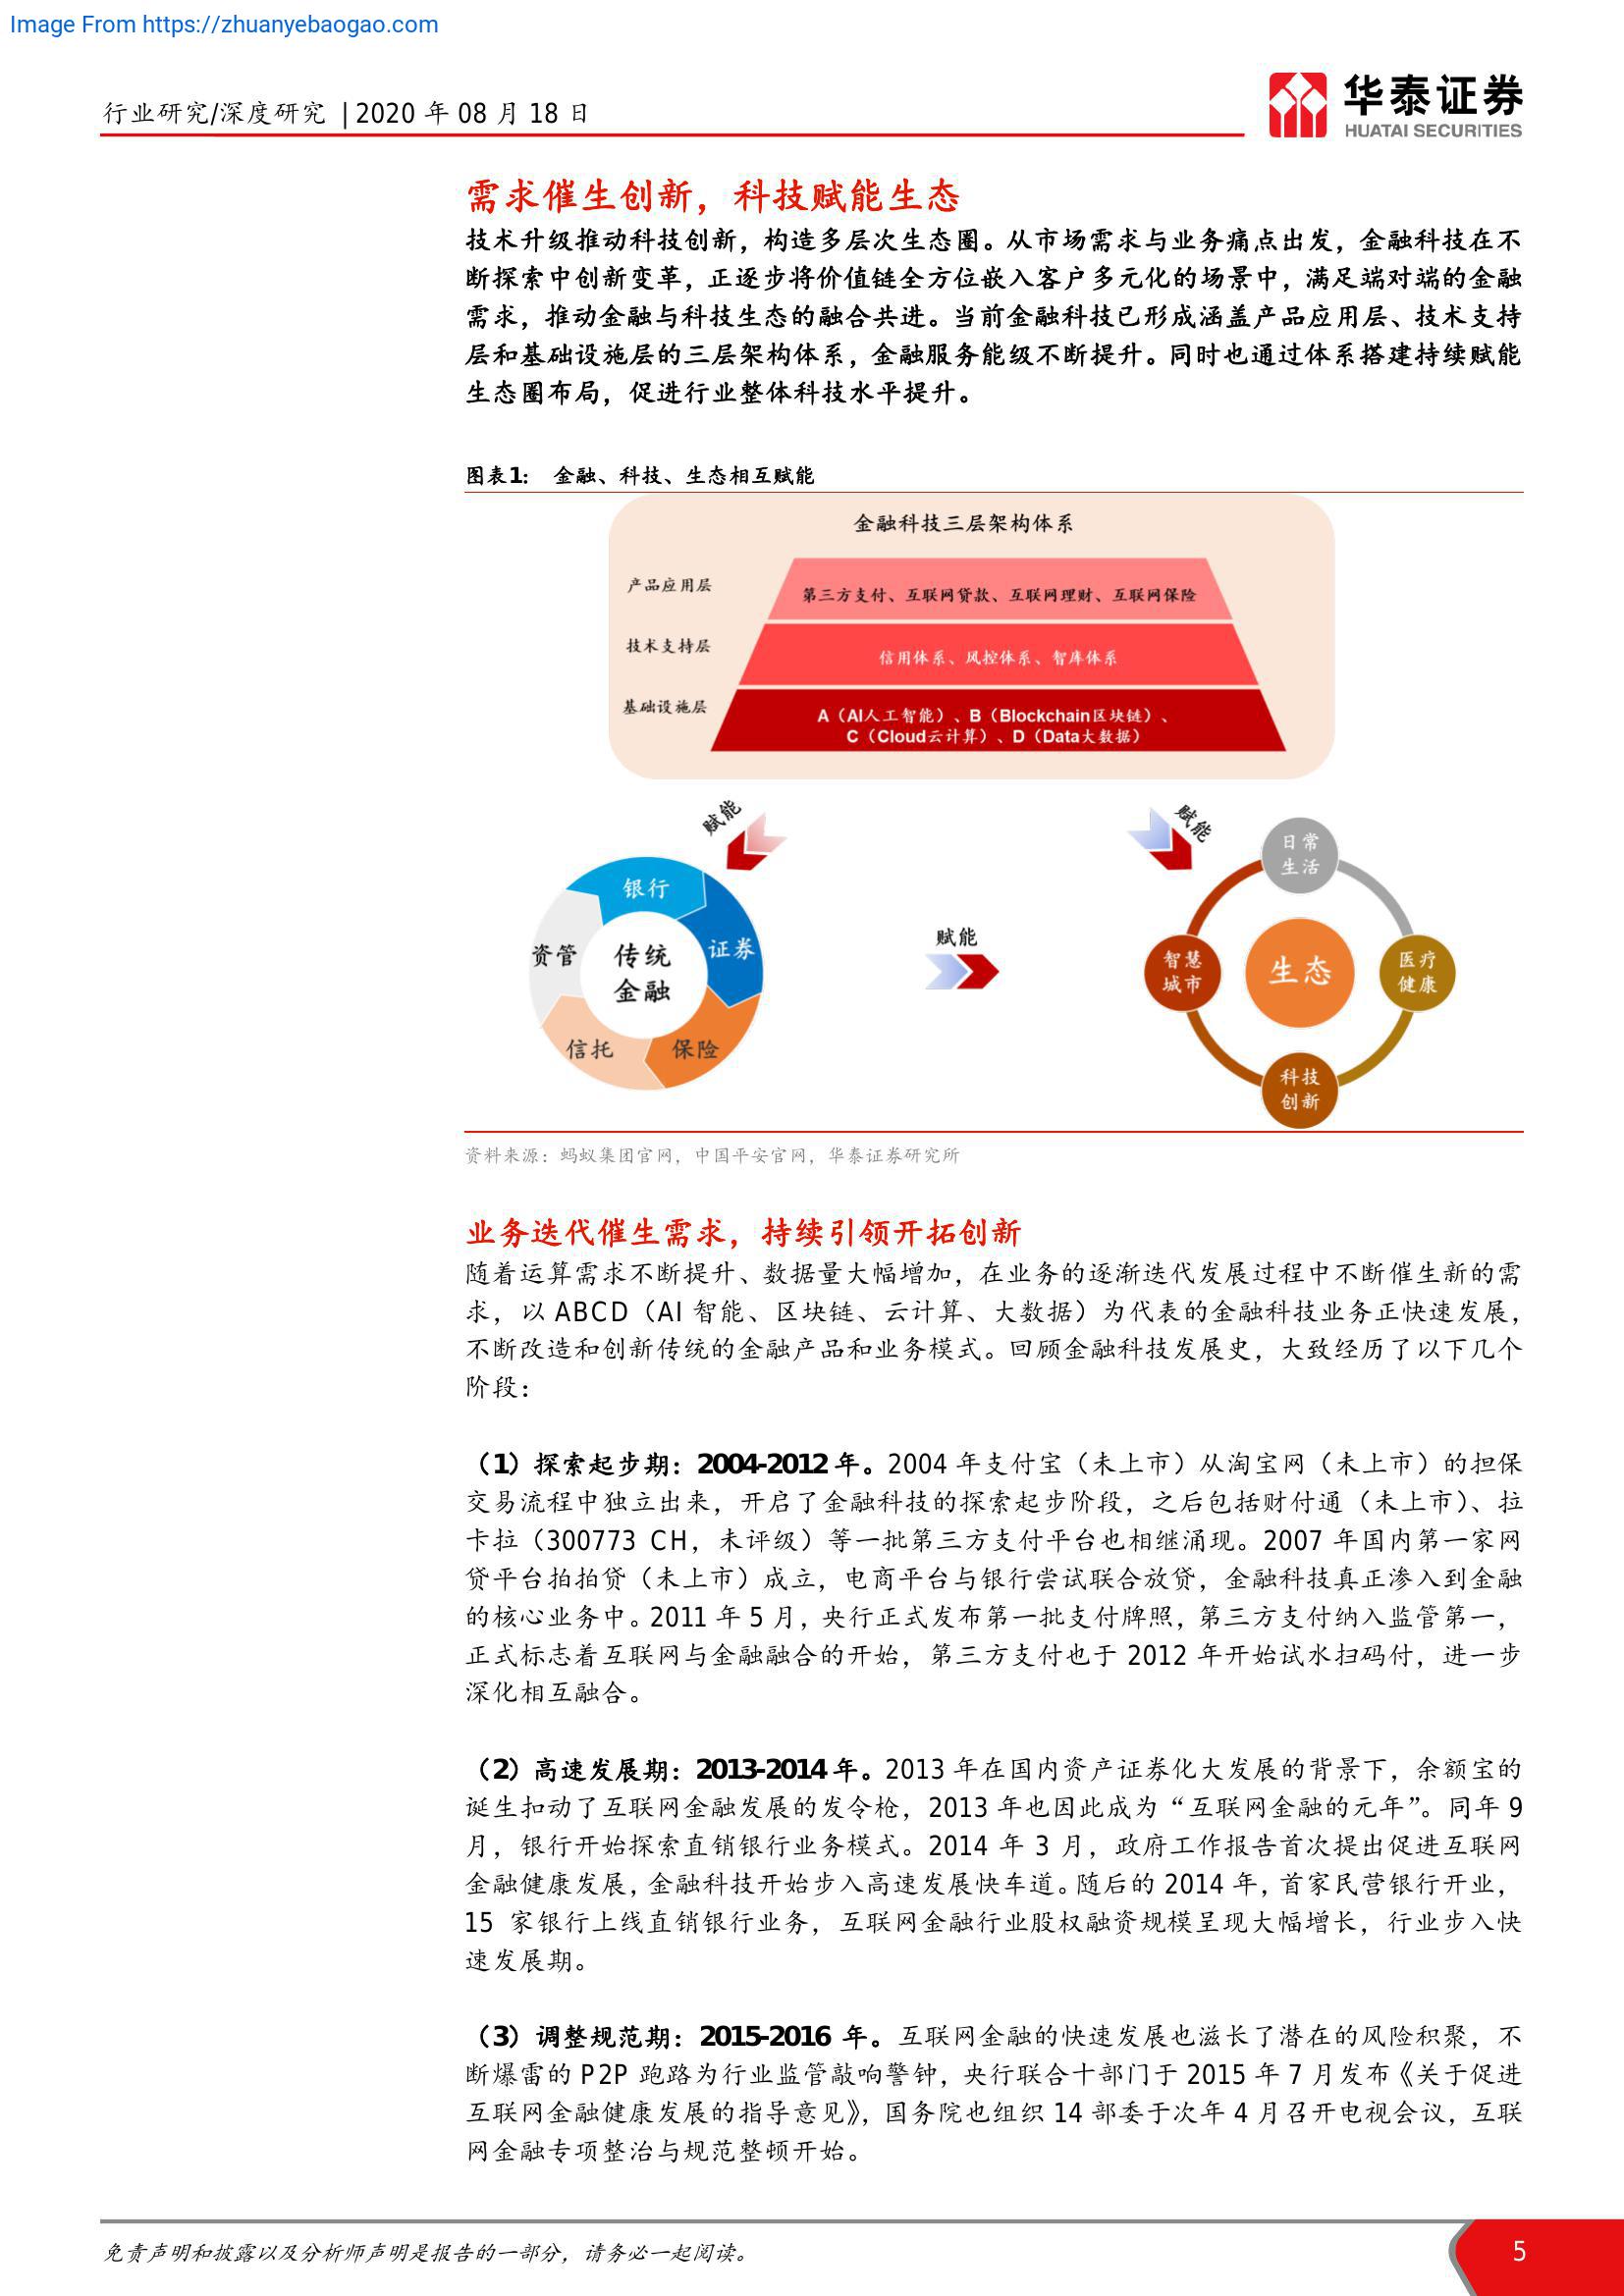 Image From https://zhuanyebaogao.com
行业研究/深度研究 | 2020 年 08 月 18 日
华泰证券
HUATAI SECURITIES
需求催生创新，科技赋能生态
技术升级推动科技创新，构造多层次生态圈。从市场需求与业务痛点出发，金融科技在不
断探索中创新变革，正逐步将价值链全方位嵌入客户多元化的场景中，满足端对端的金融
需求，推动金融与科技生态的融合共进。当前金融科技已形成涵盖产品应用层、技术支持
层和基础设施层的三层架构体系，金融服务能级不断提升。同时也通过体系搭建持续赋能
生态圈布局，促进行业整体科技水平提升。
图表1： 金融、科技、生态相互赋能
金融科技三层架构体系
产品应用层
第三方支付、互联网贷款、互联网理财、互联网保险
技术支持层
信用体系、风控体系、智库体系
基础设施层
A（AI人工智能）、B（Blockchain区块链）、
C（Cloud云计算）、D（Data大数据）
赋能
赋能
银行
证券
保险
信托
资管
传统
金融
赋能
日常
生活
智慧
城市
生态
医疗
健康
科技
创新
资料来源：蚂蚁集团官网，中国平安官网，华泰证券研究所
业务迭代催生需求，持续引领开拓创新
随着运算需求不断提升、数据量大幅增加，在业务的逐渐迭代发展过程中不断催生新的需
求，以 ABCD（AI 智能、区块链、云计算、大数据）为代表的金融科技业务正快速发展，
不断改造和创新传统的金融产品和业务模式。回顾金融科技发展史，大致经历了以下几个
阶段：
（1）探索起步期：2004-2012 年。2004 年支付宝（未上市）从淘宝网（未上市）的担保
交易流程中独立出来，开启了金融科技的探索起步阶段，之后包括财付通（未上市）、拉
卡拉（300773 CH，未评级）等一批第三方支付平台也相继涌现。2007 年国内第一家网
贷平台拍拍贷（未上市）成立，电商平台与银行尝试联合放贷，金融科技真正渗入到金融
的核心业务中。2011 年 5 月，央行正式发布第一批支付牌照，第三方支付纳入监管第一，
正式标志着互联网与金融融合的开始，第三方支付也于 2012 年开始试水扫码付，进一步
深化相互融合。
（2）高速发展期：2013-2014 年。2013 年在国内资产证券化大发展的背景下，余额宝的
诞生扣动了互联网金融发展的发令枪，2013 年也因此成为“互联网金融的元年”。同年 9
月，银行开始探索直销银行业务模式。2014 年 3 月，政府工作报告首次提出促进互联网
金融健康发展，金融科技开始步入高速发展快车道。随后的 2014 年，首家民营银行开业，
15 家银行上线直销银行业务，互联网金融行业股权融资规模呈现大幅增长，行业步入快
速发展期。
（3）调整规范期：2015-2016 年。互联网金融的快速发展也滋长了潜在的风险积聚，不
断爆雷的 P2P 跑路为行业监管敲响警钟，央行联合十部门于 2015 年 7 月发布《关于促进
互联网金融健康发展的指导意见》，国务院也组织 14 部委于次年 4 月召开电视会议，互联
网金融专项整治与规范整顿开始。
免责声明和披露以及分析师声明是报告的一部分，请务必一起阅读。
5